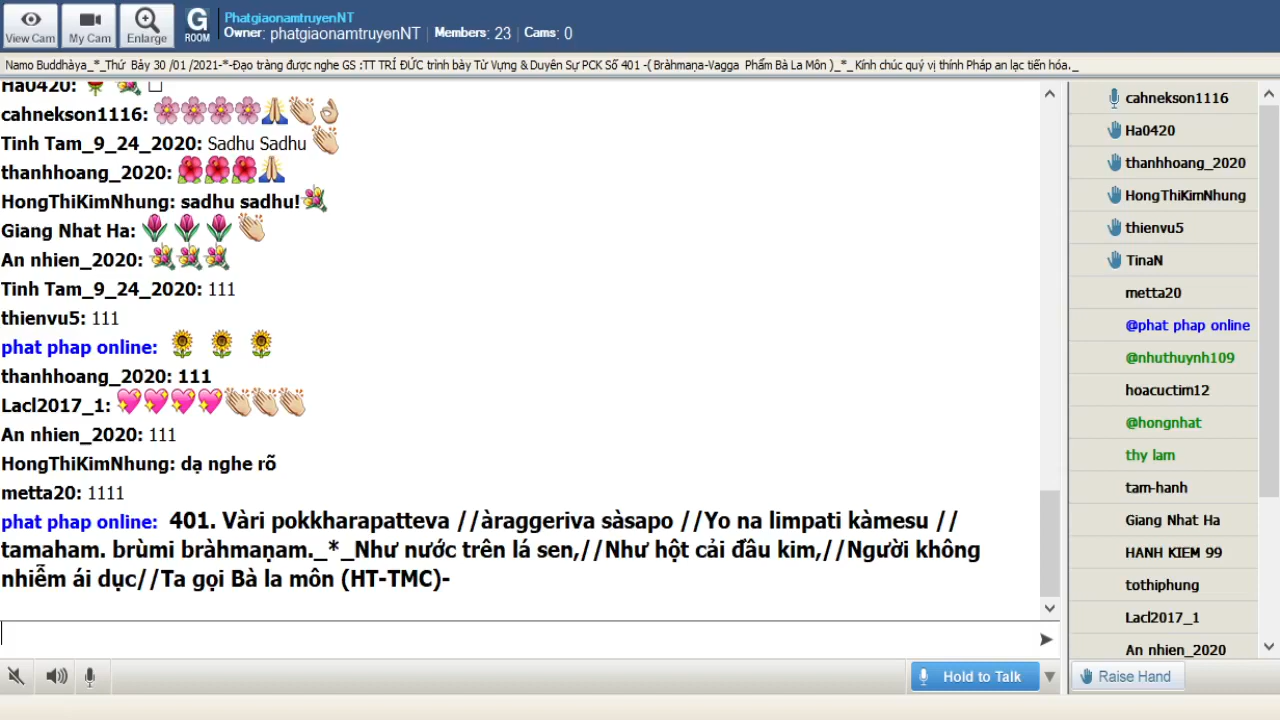 View Cam
My Cam
Enlarge
G
ROOM
PhatgiaonamtruyenNT
Owner: phatgiaonamtruyenNT | Members: 23 | Cams: 0
Namo Buddhàya_*_Thứ Bảy 30 /01 /2021-*-Đạo tràng được nghe GS :TT TRÍ ĐỨC trình bày Từ Vựng & Duyên Sự PCK Số 401 -( Bràhmaṇa-Vagga Phẩm Bà La Môn )_*_ Kính chúc quý vị thính Pháp an lạc tiến hóa._
Ha0420:
cahnekson1116:
Tinh Tam_9_24_2020: Sadhu Sadhu
thanhhoang_2020:
HongThiKimNhung: sadhu sadhu!
Giang Nhat Ha:
An nhien_2020:
Tinh Tam_9_24_2020: 111
thienvu5: 111
phat phap online:
thanhhoang_2020: 111
Lacl2017_1:
An nhien_2020: 111
HongThiKimNhung: dạ nghe rõ
metta20: 1111
phat phap online: 401. Vàri pokkharapatteva //àraggeriva sàsapo //Yo na limpati kàmesu //
tamaham. brùmi bràhmaṇam._*_Như nước trên lá sen,//Như hột cải đầu kim,//Người không
nhiễm ái dục//Ta gọi Bà la môn (HT-TMC)-
Hold to Talk
cahnekson1116
Ha0420
thanhhoang_2020
HongThiKimNhung
thienvu5
TinaN
metta20
@phat phap online
@nhuthuynh109
hoacuctim12
@hongnhat
thy lam
tam-hanh
Giang Nhat Ha
HANH KIEM 99
tothiphung
Lacl2017_1
An nhien_2020
Raise Hand